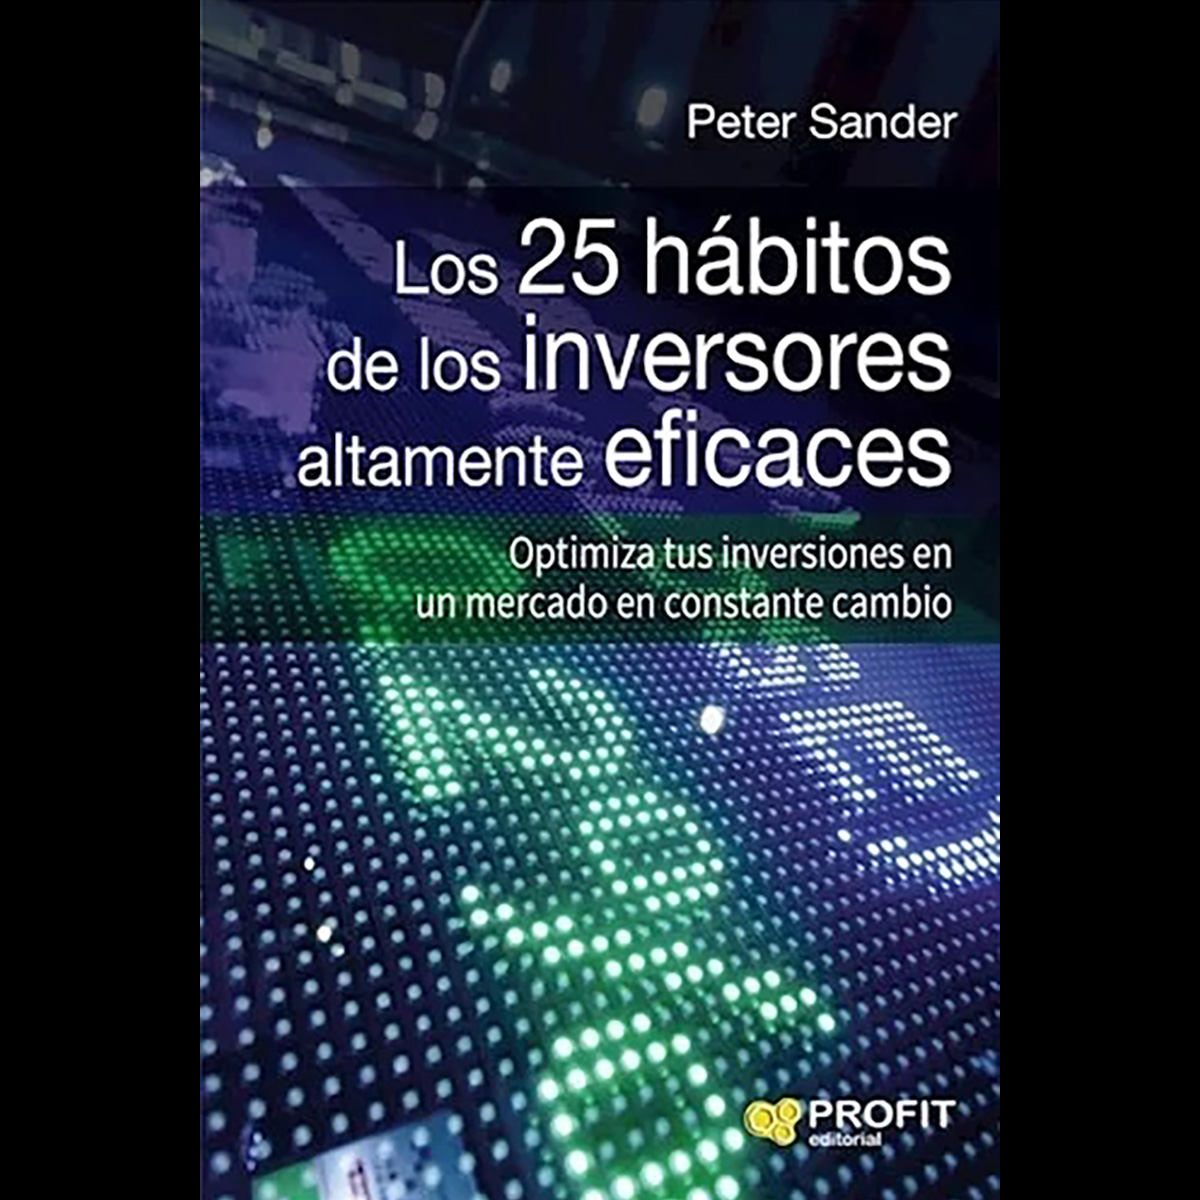 Peter Sander
Los 25 hábitos
de los inversores
altamente eficaces
Optimiza tus inversiones en
un mercado en constante cambio
PROFIT
editorial